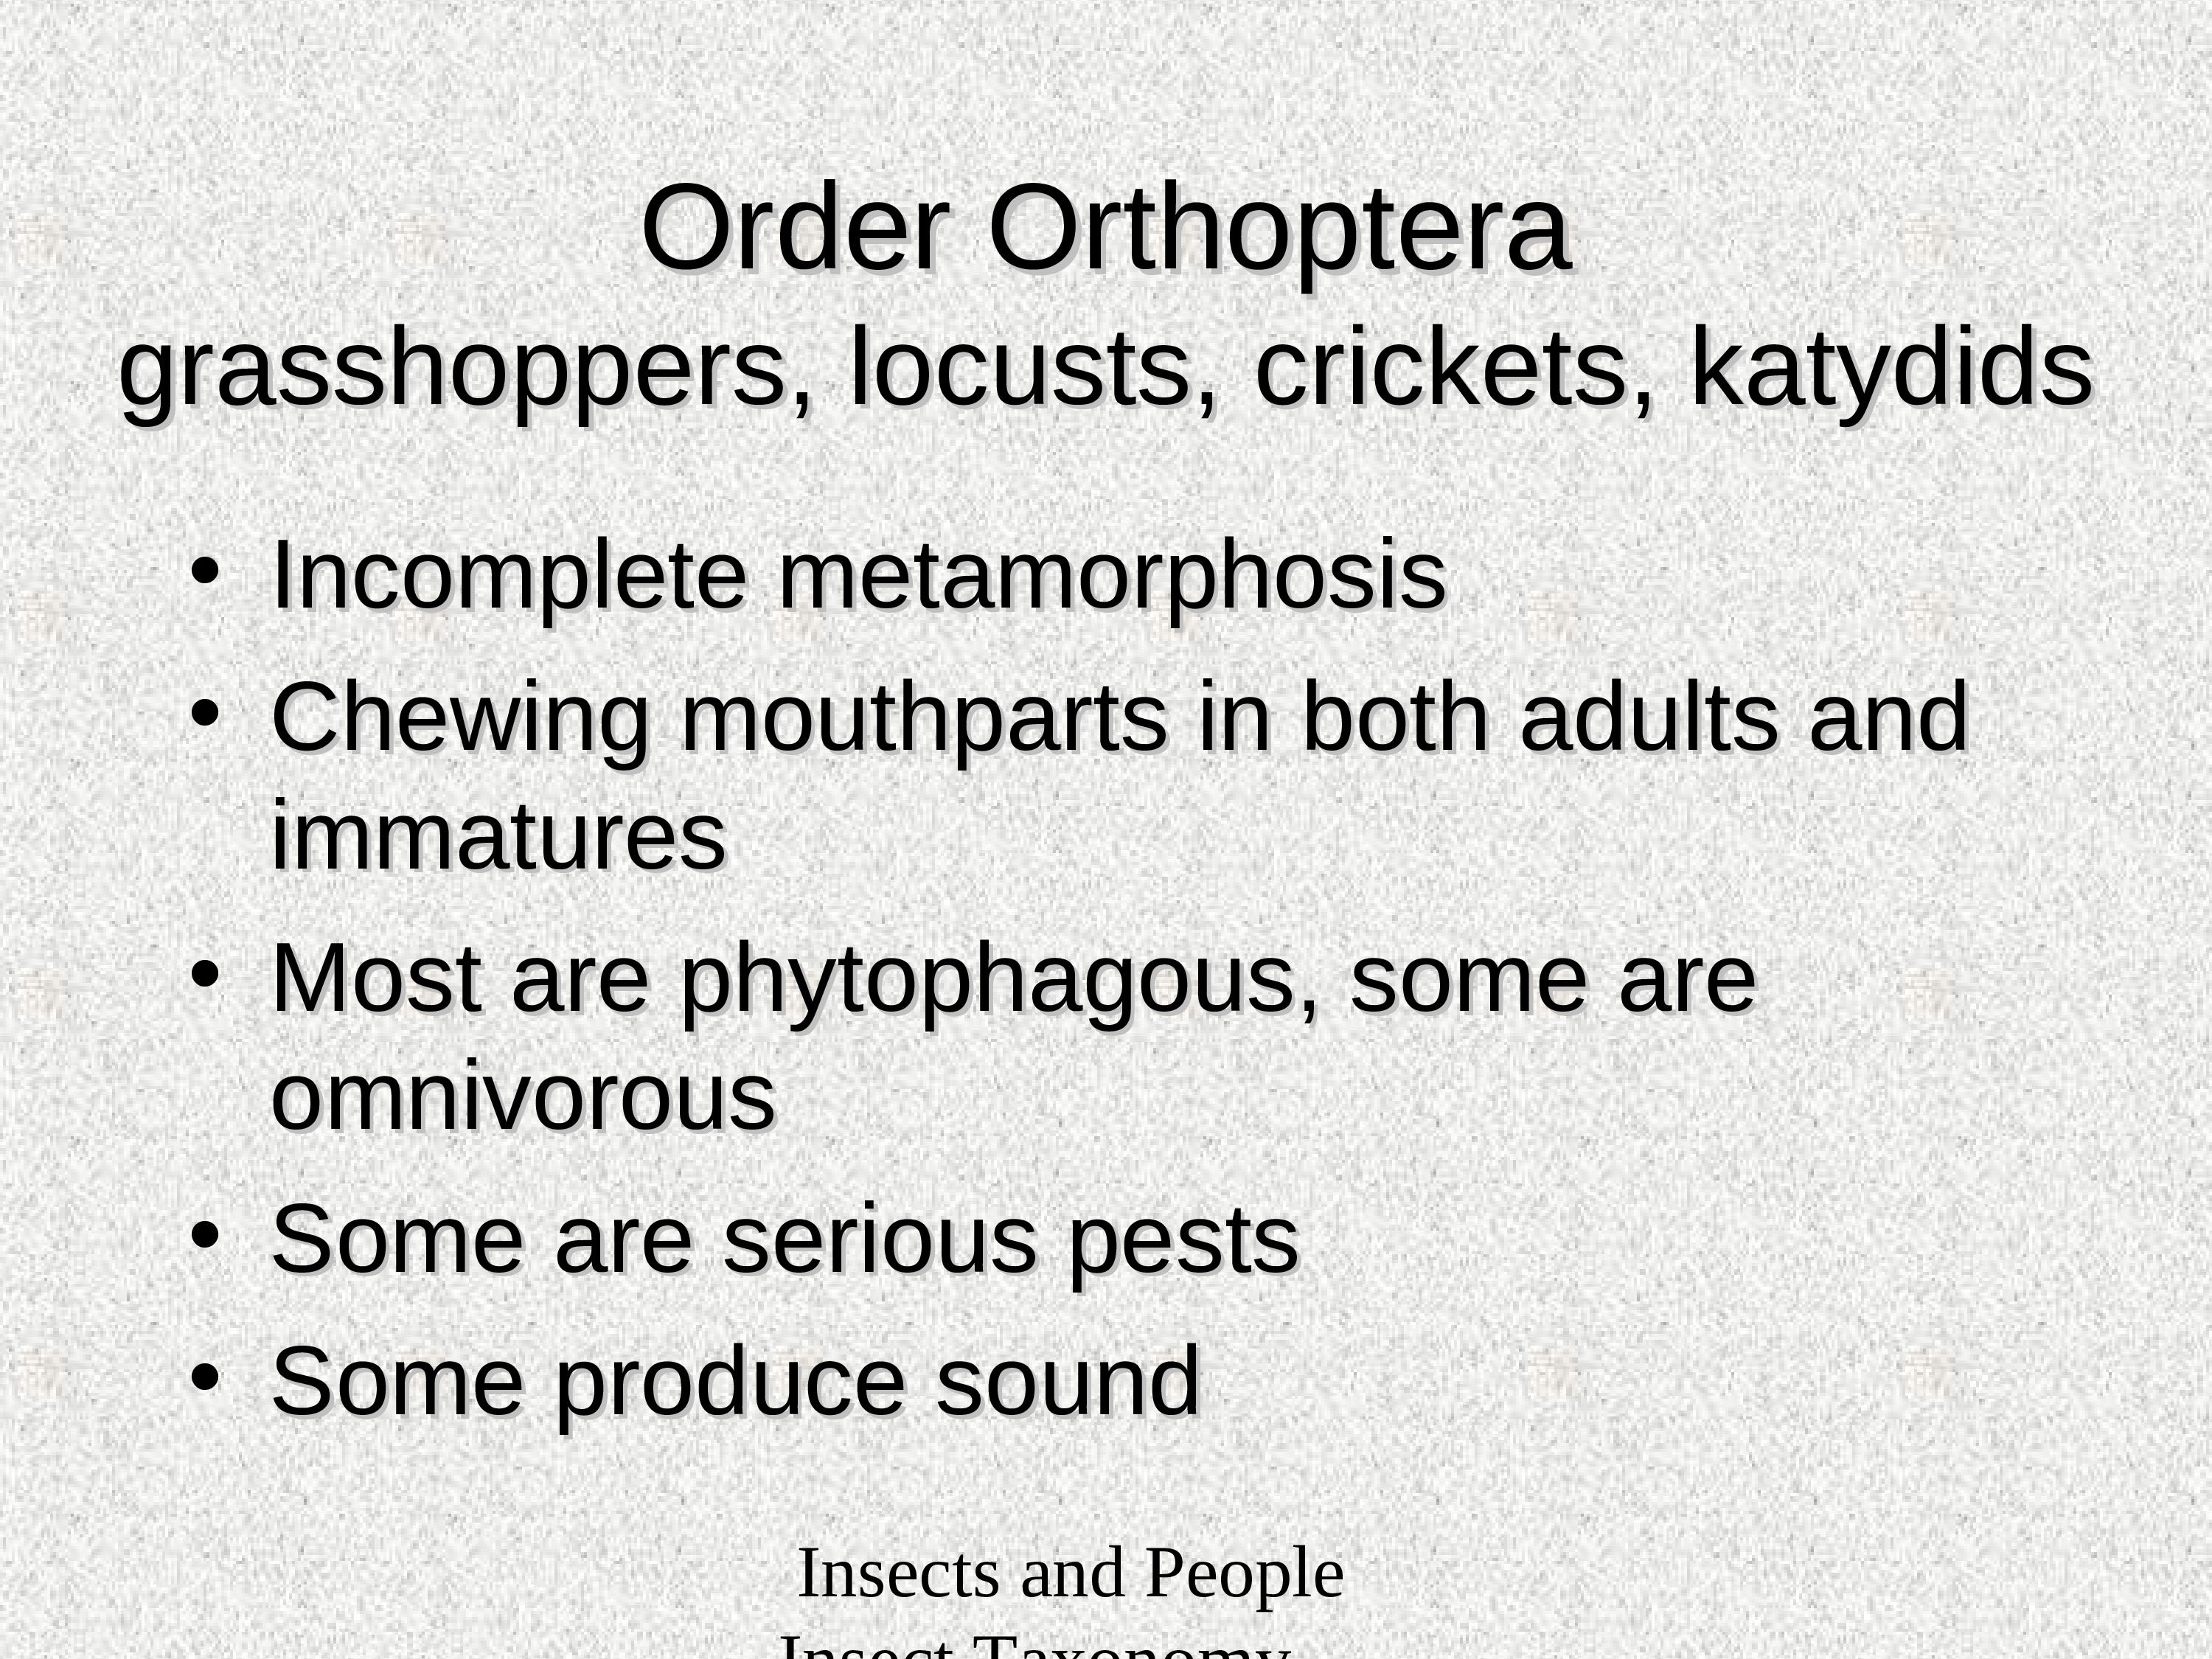 Order Orthoptera
grasshoppers, locusts, crickets, katydids
• Incomplete metamorphosis
• Chewing mouthparts in both adults and
immatures
• Most are phytophagous, some are
omnivorous
• Some are serious pests
• Some produce sound
Insects and People
Insect Taxonomy